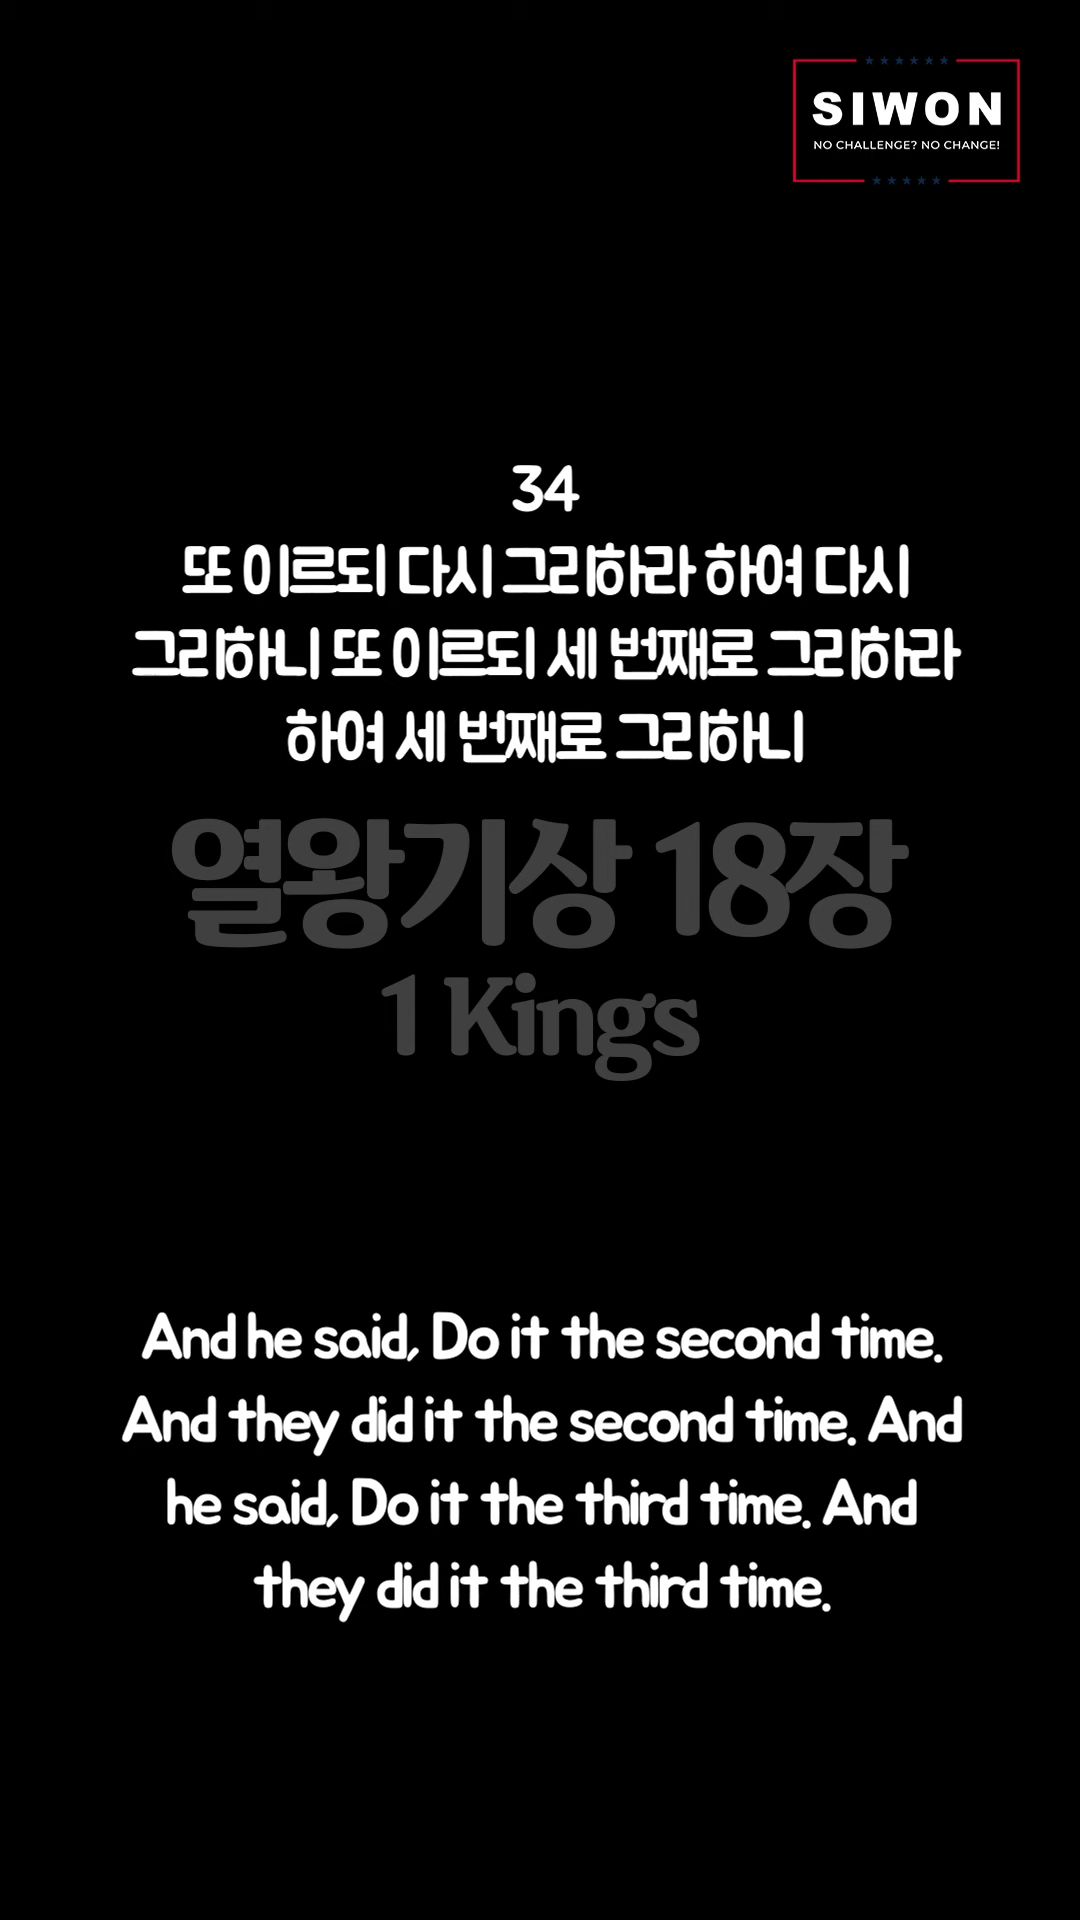 SIWON
NO CHALLENGE? NO CHANGE!
34
또 이르되 다시 그리하라 하여 다시
그리하니 또 이르되 세 번째로 그리하라
하여 세 번째로 그리하니
열왕기상 18장
1 Kings
And he said, Do it the second time.
And they did it the second time. And
he said, Do it the third time. And
they did it the third time.